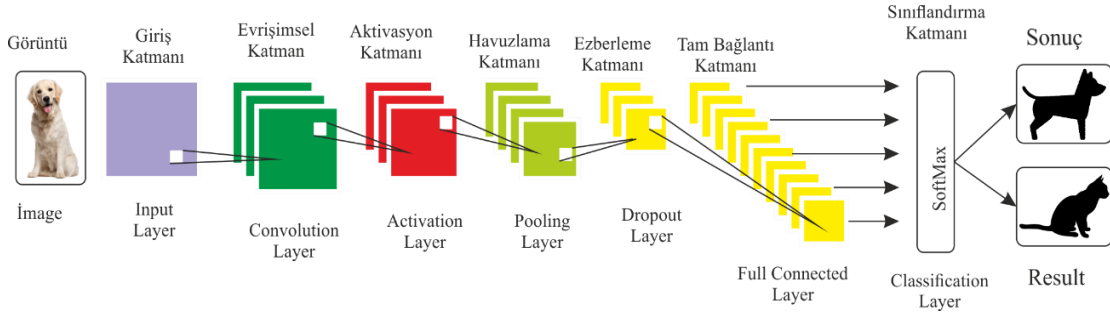 Görüntü
Giriş
Katmanı
Evrişimsel
Katman
Aktivasyon
Katmanı
Havuzlama
Katmanı
Ezberleme
Katmanı
Tam Bağlantı
Katmanı
Sınıflandırma
Katmanı
Sonuç
SoftMax
İmage
Input
Layer
Convolution Layer
Activation
Layer
Pooling
Layer
Dropout
Layer
Full Connected
Layer
Classification
Layer
Result